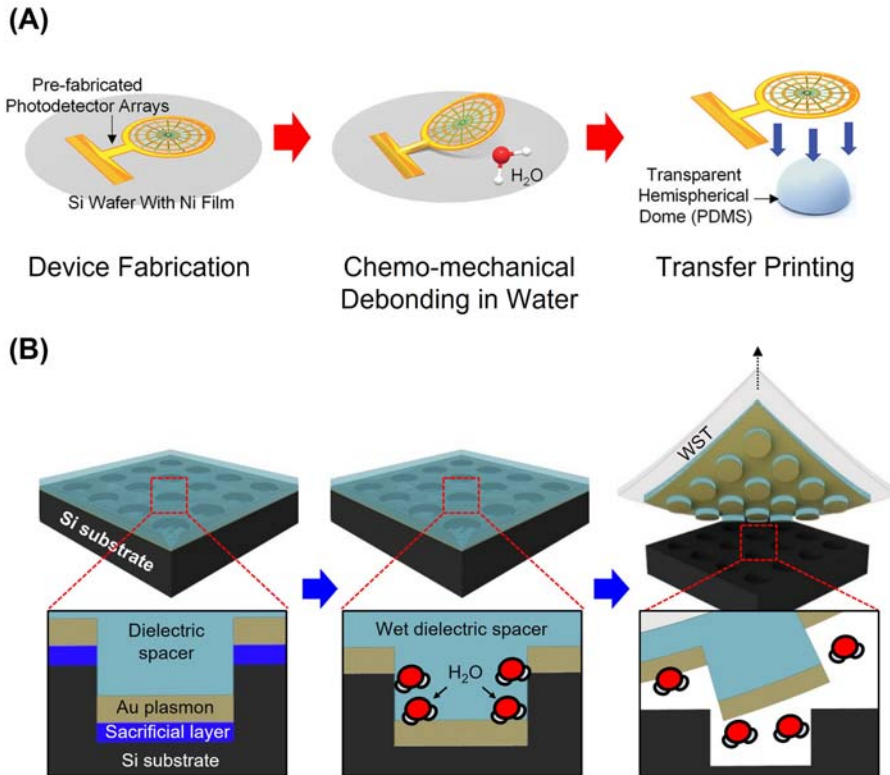 (A)
Pre-fabricated
Photodetector Arrays
Si Wafer With Ni Film
H₂O
Transparent
Hemispherical
Dome (PDMS)
Device Fabrication
Chemo-mechanical
Debonding in Water
Transfer Printing
(B)
Si substrate
WST
Dielectric
spacer
Au plasmon
Sacrificial layer
Si substrate
Wet dielectric spacer
H₂O